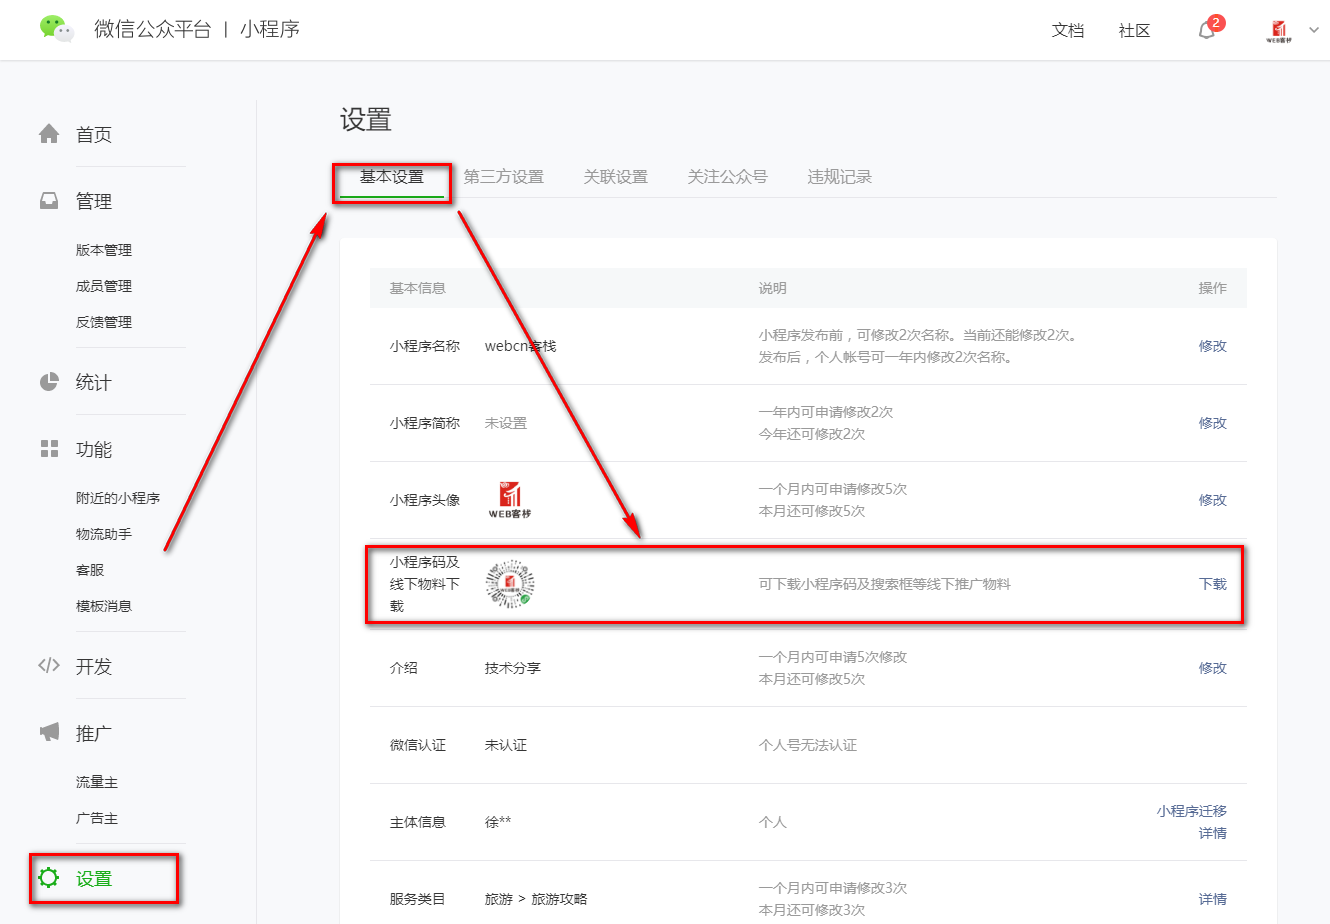 微信公众平台 | 小程序
文档
社区
2
WEB客栈
首页
管理
版本管理
成员管理
反馈管理
统计
功能
附近的小程序
物流助手
客服
模板消息
开发
推广
流量主
广告主
设置
设置
基本设置
第三方设置
关联设置
关注公众号
违规记录
基本信息
说明
操作
小程序名称
webcn客栈
小程序发布前，可修改2次名称。当前还能修改2次。
发布后，个人帐号可一年内修改2次名称。
修改
小程序简称
未设置
一年内可申请修改2次
今年还可修改2次
修改
小程序头像
WEB客栈
一个月内可申请修改5次
本月还可修改5次
修改
小程序码及
线下物料下
载
可下载小程序码及搜索框等线下推广物料
下载
介绍
技术分享
一个月内可申请5次修改
本月还可修改5次
修改
微信认证
未认证
个人号无法认证
主体信息
徐**
个人
小程序迁移
详情
服务类目
旅游 > 旅游攻略
一个月内可申请修改3次
本月还可修改3次
详情